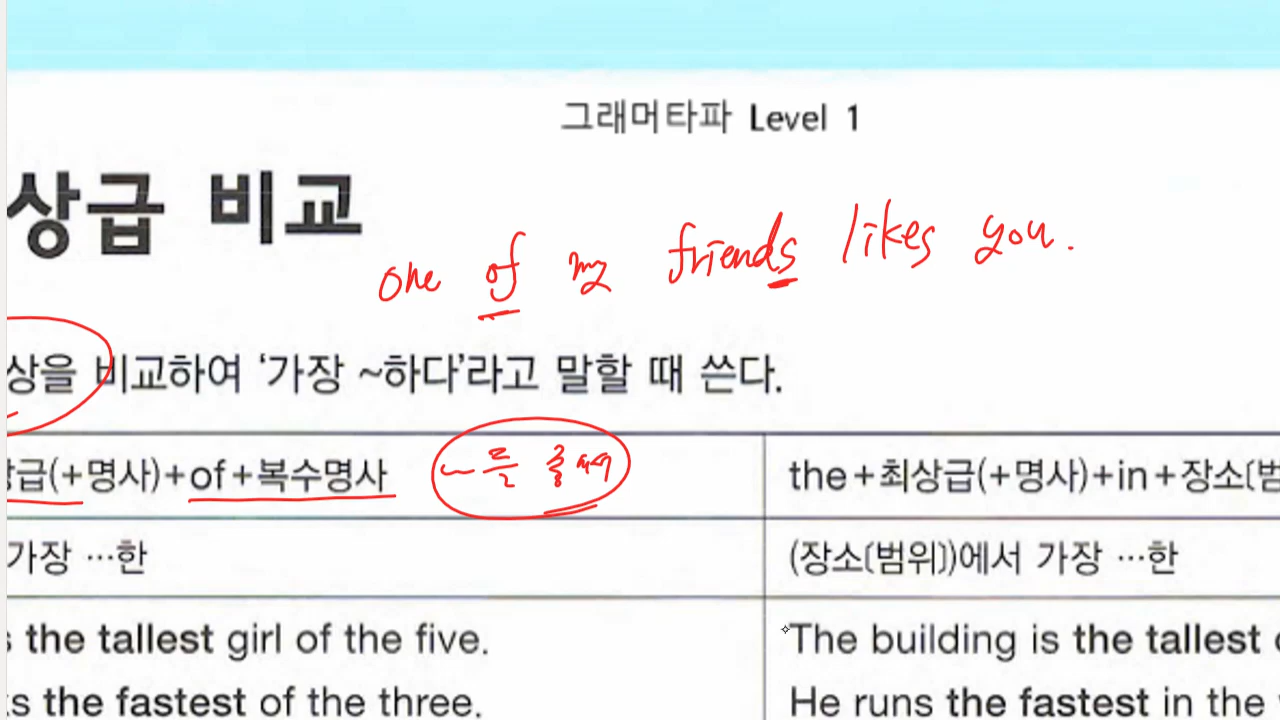 그래머타파 Level 1
상급 비교
one of my friends likes you.
상을 비교하여 ‘가장 ~하다’라고 말할 때 쓴다.
급(+명사)+of+복수명사 ~들 중에서
the+최상급(+명사)+in+장소(범
가장 …한
(장소(범위))에서 가장 …한
s the tallest girl of the five.
The building is the tallest
ks the fastest of the three.
He runs the fastest in the